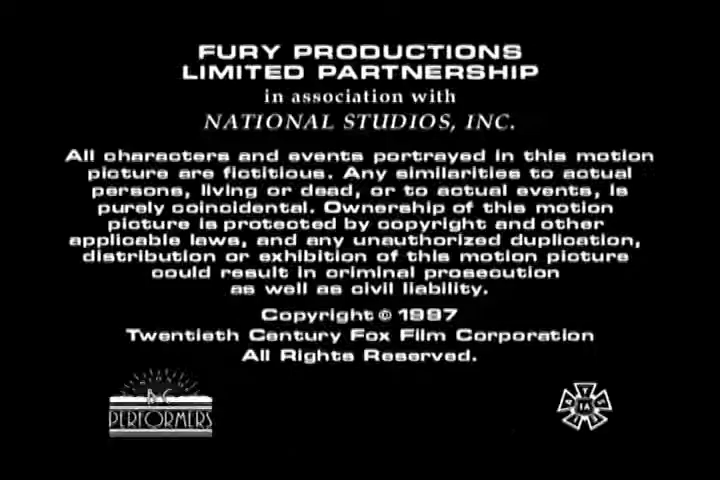 FURY PRODUCTIONS
LIMITED PARTNERSHIP
in association with
NATIONAL STUDIOS, INC.
All characters and events portrayed in this motion
picture are fictitious. Any similarities to actual
persons, living or dead, or to actual events, is
purely coincidental. Ownership of this motion
picture is protected by copyright and other
applicable laws, and any unauthorized duplication,
distribution or exhibition of this motion picture
could result in criminal prosecution
as well as civil liability.
Copyright © 1997
Twentieth Century Fox Film Corporation
All Rights Reserved.
BC
PERFORMERS
IATSE
IA